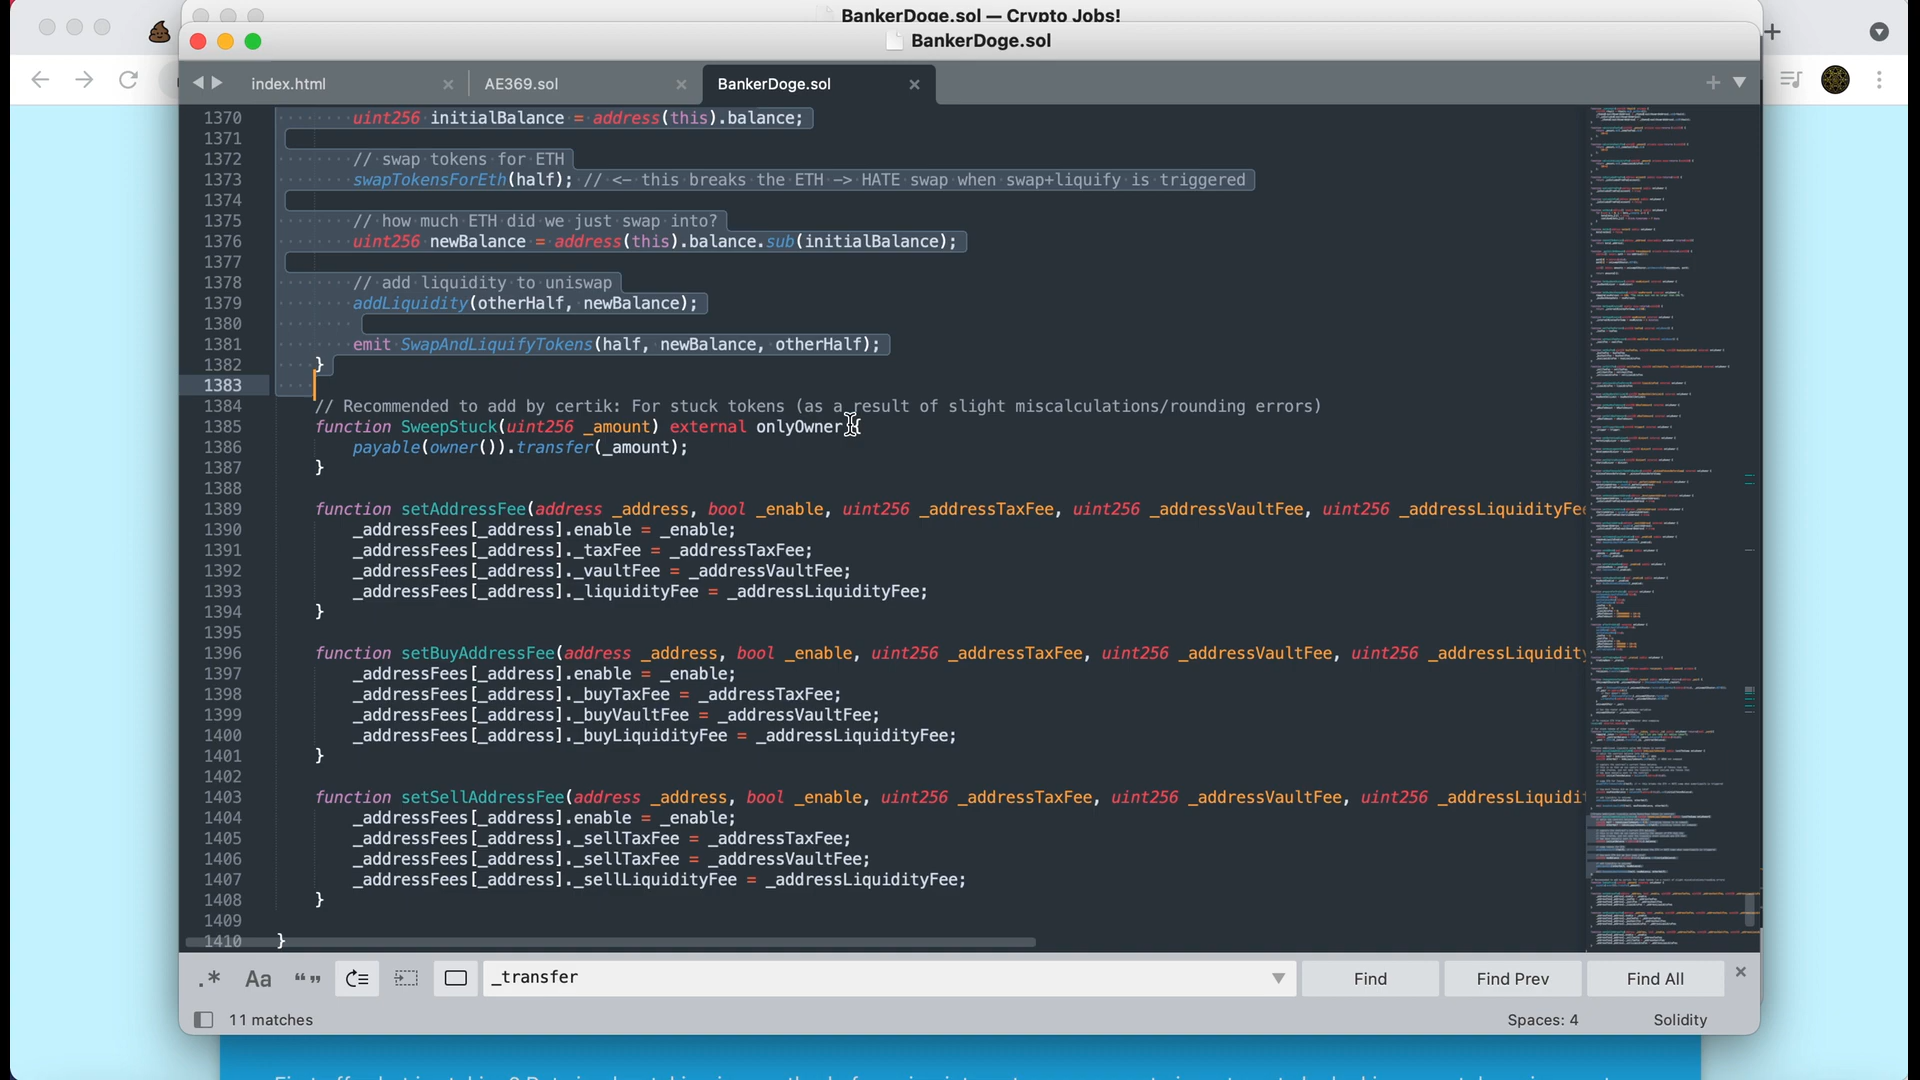 BankerDoge.sol — Crypto Jobs!
BankerDoge.sol
index.html
AE369.sol
BankerDoge.sol
1370 uint256 initialBalance = address(this).balance;
1371
1372 // swap tokens for ETH
1373 swapTokensForEth(half); // <- this breaks the ETH -> HATE swap when swap+liquify is triggered
1374
1375 // how much ETH did we just swap into?
1376 uint256 newBalance = address(this).balance.sub(initialBalance);
1377
1378 // add liquidity to uniswap
1379 addLiquidity(otherHalf, newBalance);
1380
1381 emit SwapAndLiquifyTokens(half, newBalance, otherHalf);
1382 }
1383
1384 // Recommended to add by certik: For stuck tokens (as a result of slight miscalculations/rounding errors)
1385 function SweepStuck(uint256 _amount) external onlyOwner {
1386 payable(owner()).transfer(_amount);
1387 }
1388
1389 function setAddressFee(address _address, bool _enable, uint256 _addressTaxFee, uint256 _addressVaultFee, uint256 _addressLiquidityFe
1390 _addressFees[_address].enable = _enable;
1391 _addressFees[_address]._taxFee = _addressTaxFee;
1392 _addressFees[_address]._vaultFee = _addressVaultFee;
1393 _addressFees[_address]._liquidityFee = _addressLiquidityFee;
1394 }
1395
1396 function setBuyAddressFee(address _address, bool _enable, uint256 _addressTaxFee, uint256 _addressVaultFee, uint256 _addressLiquidity
1397 _addressFees[_address].enable = _enable;
1398 _addressFees[_address]._buyTaxFee = _addressTaxFee;
1399 _addressFees[_address]._buyVaultFee = _addressVaultFee;
1400 _addressFees[_address]._buyLiquidityFee = _addressLiquidityFee;
1401 }
1402
1403 function setSellAddressFee(address _address, bool _enable, uint256 _addressTaxFee, uint256 _addressVaultFee, uint256 _addressLiquidi
1404 _addressFees[_address].enable = _enable;
1405 _addressFees[_address]._sellTaxFee = _addressTaxFee;
1406 _addressFees[_address]._sellTaxFee = _addressVaultFee;
1407 _addressFees[_address]._sellLiquidityFee = _addressLiquidityFee;
1408 }
1409
1410 }
.* Aa “” _transfer Find Find Prev Find All
11 matches Spaces: 4 Solidity